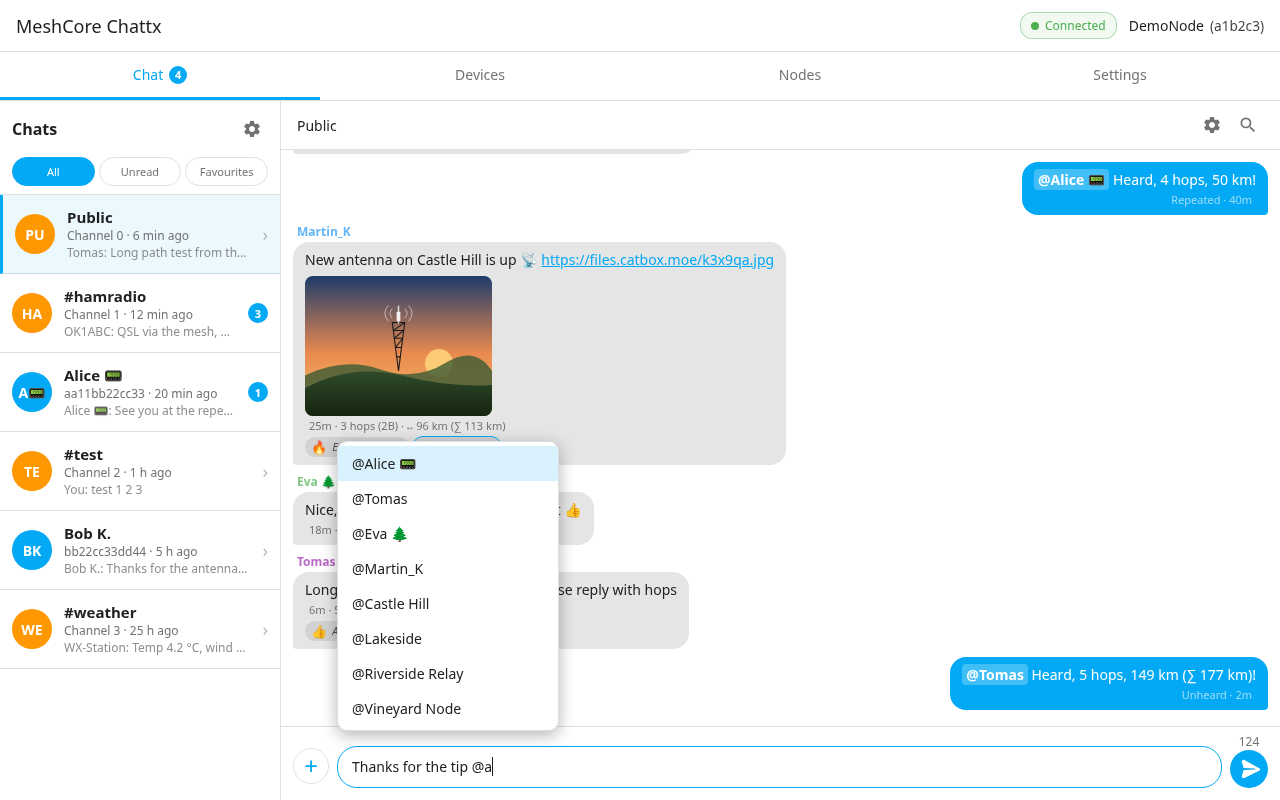 MeshCore Chattx
Connected
DemoNode (a1b2c3)
Chat 4
Devices
Nodes
Settings
Chats
All
Unread
Favourites
PU
Public
Channel 0 · 6 min ago
Tomas: Long path test from th...
HA
#hamradio
Channel 1 · 12 min ago
OK1ABC: QSL via the mesh, ...
3
A📟
Alice 📟
aa11bb22cc33 · 20 min ago
Alice 📟: See you at the repe...
1
TE
#test
Channel 2 · 1 h ago
You: test 1 2 3
BK
Bob K.
bb22cc33dd44 · 5 h ago
Bob K.: Thanks for the antenna...
WE
#weather
Channel 3 · 25 h ago
WX-Station: Temp 4.2 °C, wind ...
Public
@Alice 📟 Heard, 4 hops, 50 km!
Repeated · 40m
Martin_K
New antenna on Castle Hill is up 📡 https://files.catbox.moe/k3x9qa.jpg
25m · 3 hops (2B) · ↔ 96 km (∑ 113 km)
Eva 🌲
Nice, 👍
18m ·
Tomas
Long se reply with hops
6m ·
@Tomas Heard, 5 hops, 149 km (∑ 177 km)!
Unheard · 2m
@Alice 📟
@Tomas
@Eva 🌲
@Martin_K
@Castle Hill
@Lakeside
@Riverside Relay
@Vineyard Node
124
+
Thanks for the tip @a